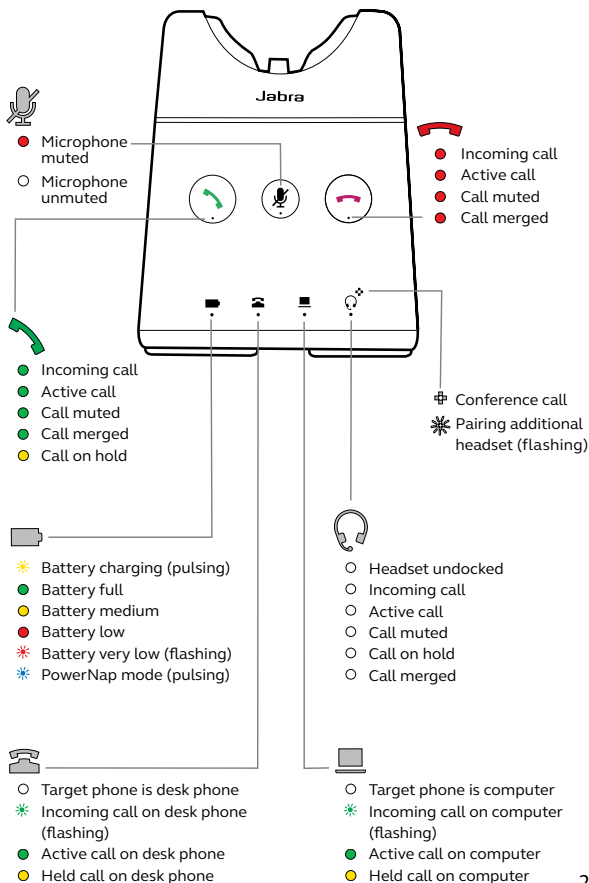 Jabra
Microphone
muted
Microphone
unmuted
Incoming call
Active call
Call muted
Call merged
Incoming call
Active call
Call muted
Call merged
Call on hold
Conference call
Pairing additional
headset (flashing)
Battery charging (pulsing)
Battery full
Battery medium
Battery low
Battery very low (flashing)
PowerNap mode (pulsing)
Headset undocked
Incoming call
Active call
Call muted
Call on hold
Call merged
Target phone is desk phone
Incoming call on desk phone
(flashing)
Active call on desk phone
Held call on desk phone
Target phone is computer
Incoming call on computer
(flashing)
Active call on computer
Held call on computer